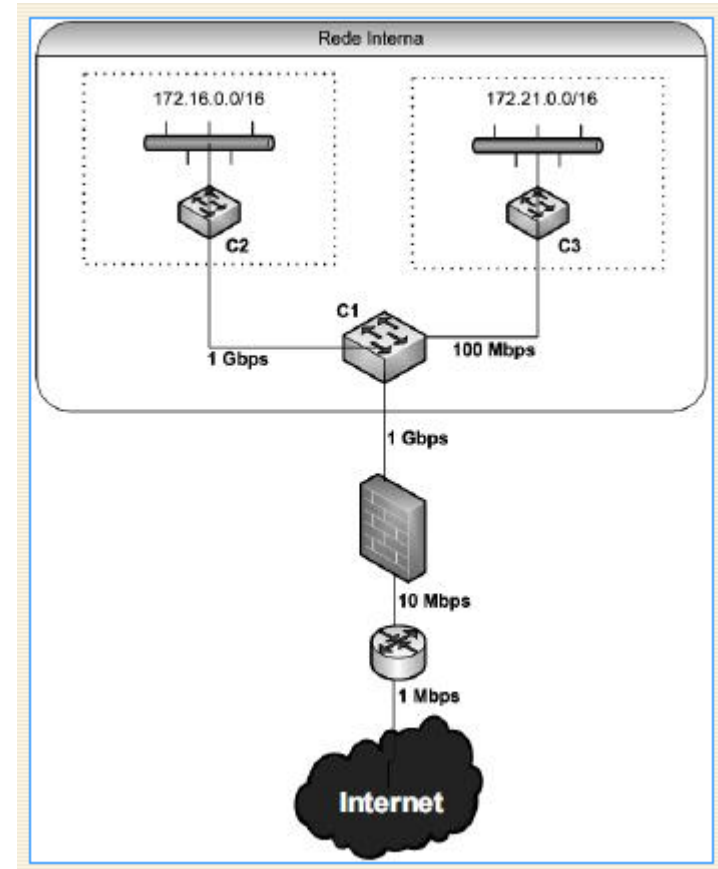 Rede Interna
172.16.0.0/16
172.21.0.0/16
C2
C3
C1
1 Gbps
100 Mbps
1 Gbps
10 Mbps
1 Mbps
Internet